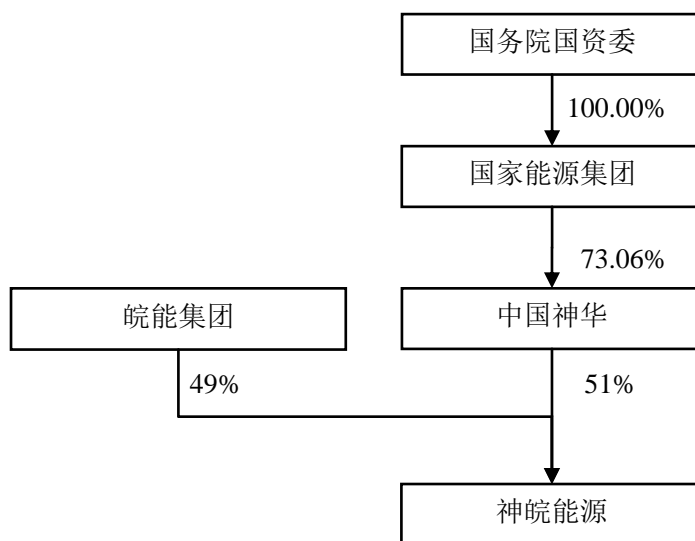 国务院国资委
100.00%
国家能源集团
73.06%
皖能集团
中国神华
49%
51%
神皖能源